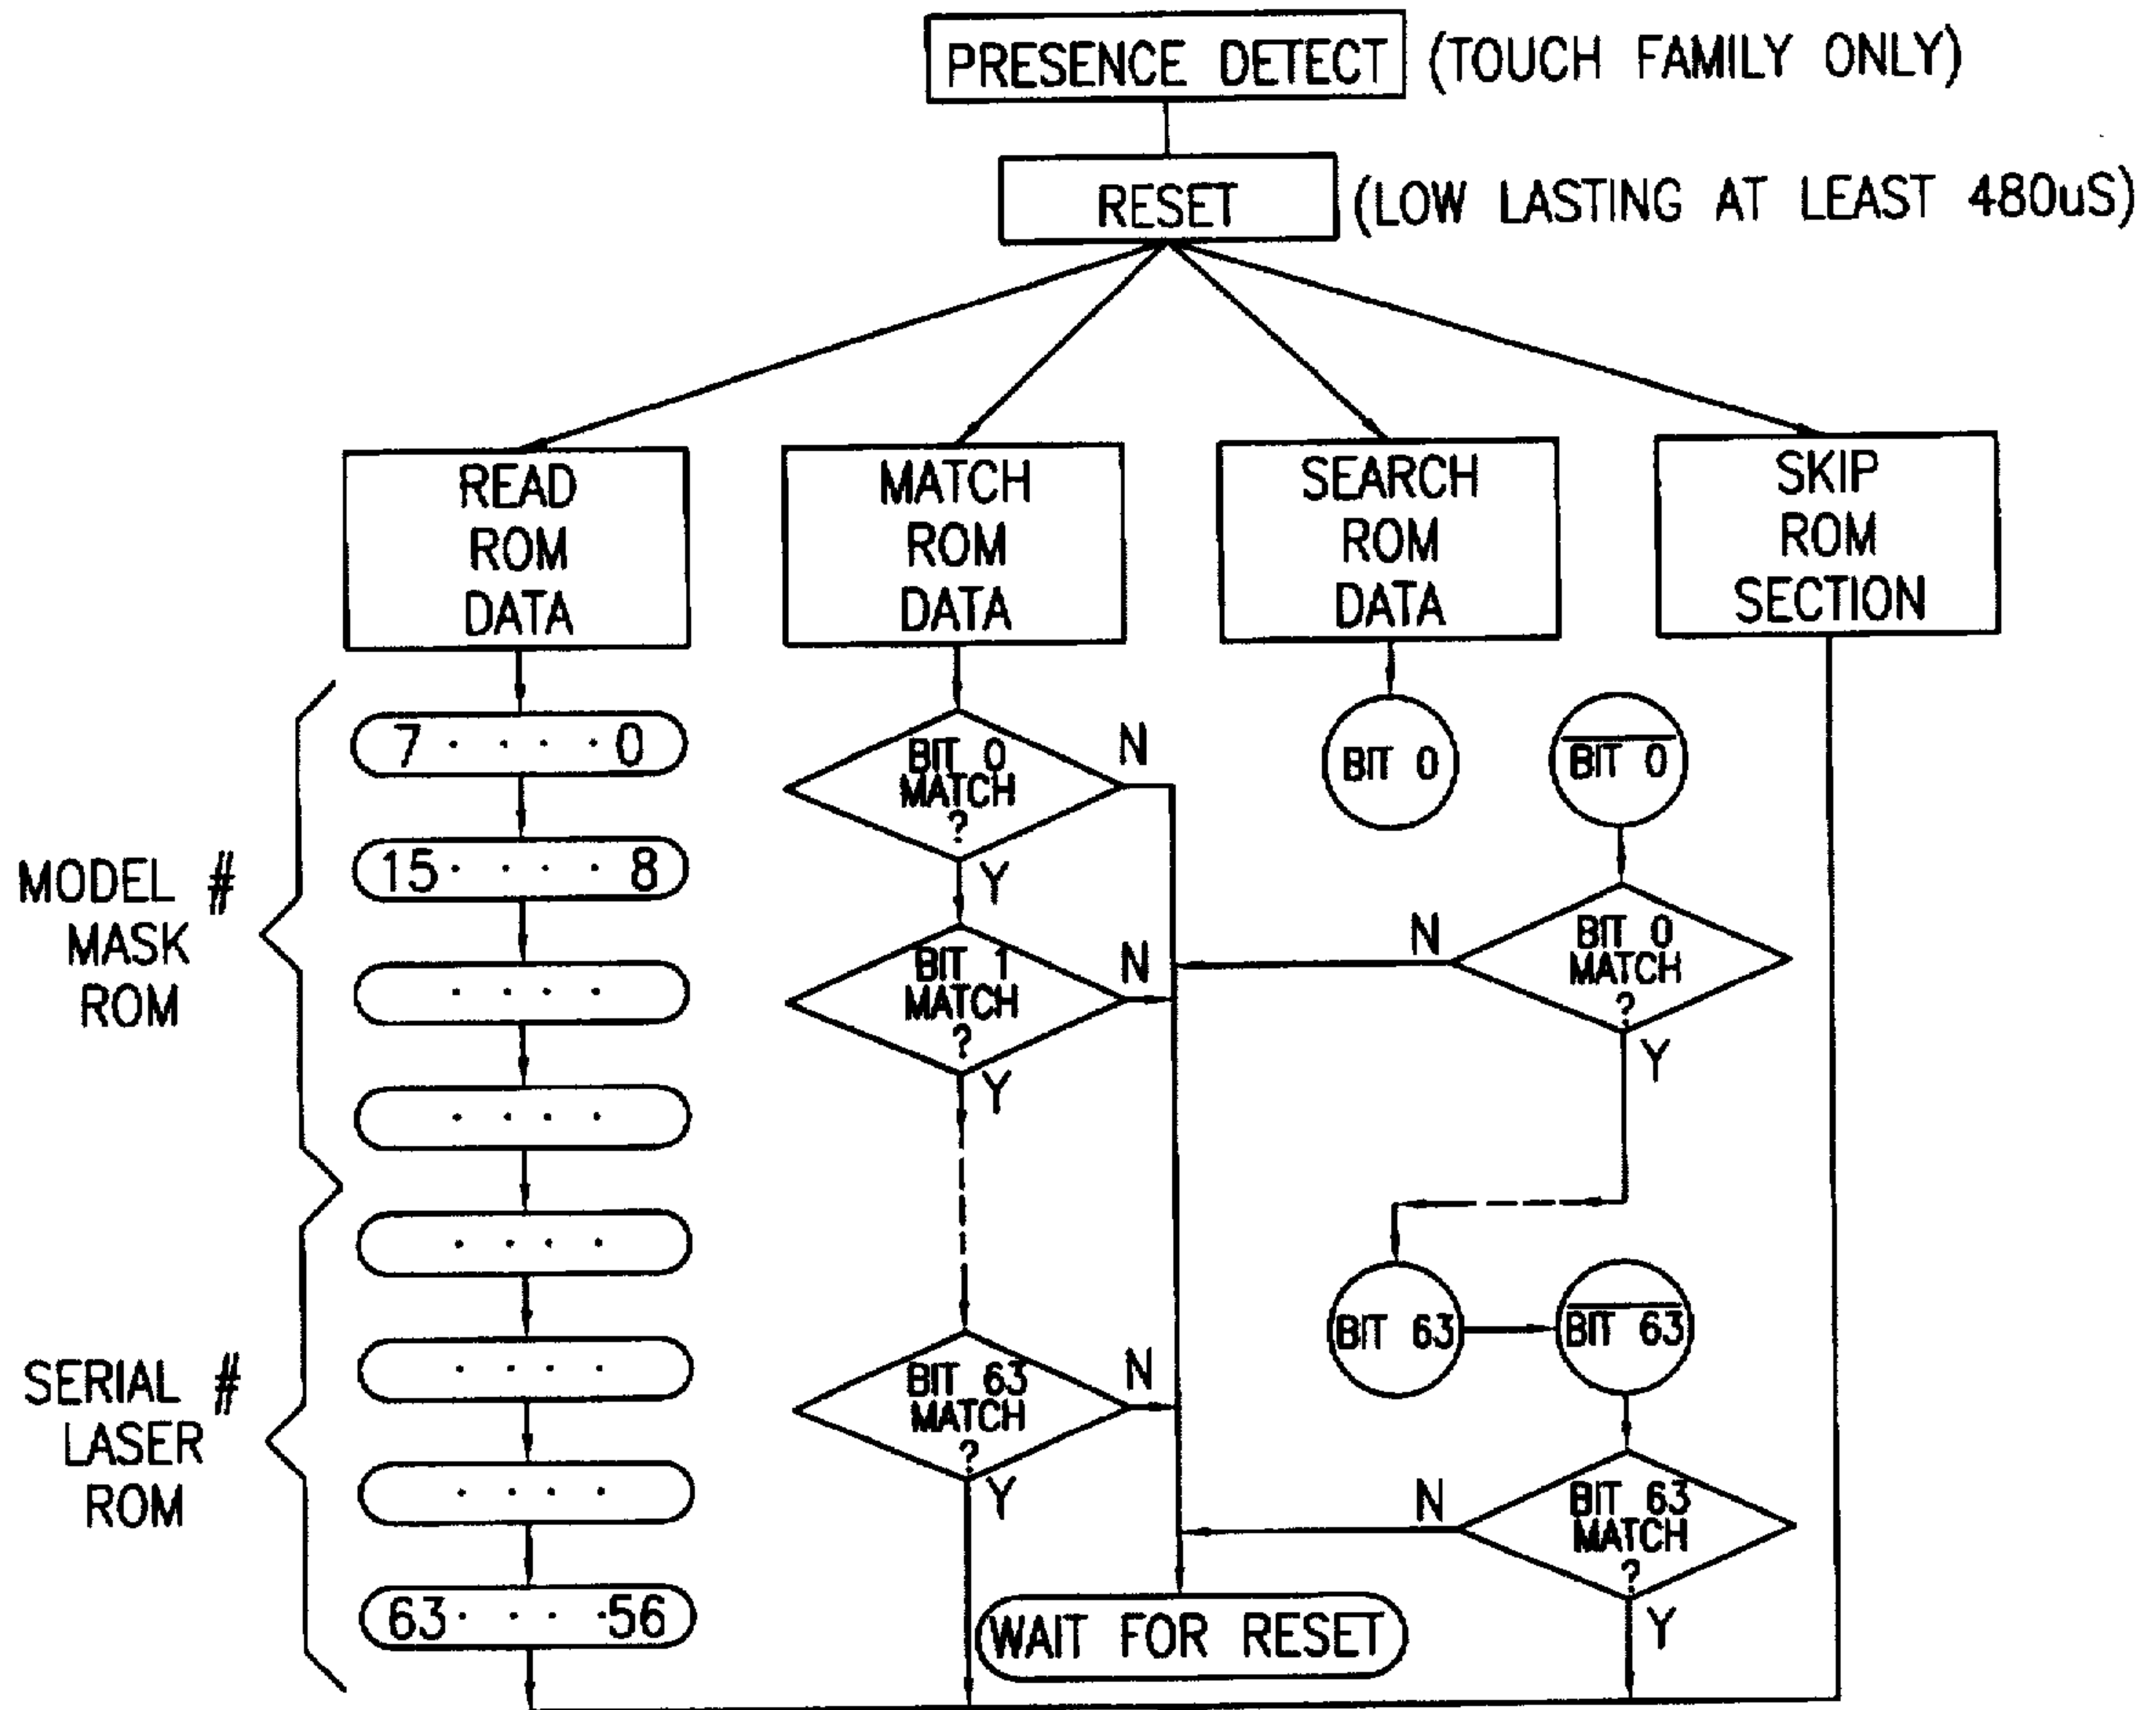 PRESENCE DETECT (TOUCH FAMILY ONLY)
RESET (LOW LASTING AT LEAST 480uS)
READ
ROM
DATA
MATCH
ROM
DATA
SEARCH
ROM
DATA
SKIP
ROM
SECTION
7 · · · · 0
15 · · · · 8
· · · ·
· · · ·
· · · ·
· · · ·
· · · ·
63 · · · · 56
MODEL #
MASK
ROM
SERIAL #
LASER
ROM
BIT 0
MATCH
?
N
Y
BIT 1
MATCH
?
N
Y
BIT 63
MATCH
?
N
Y
BIT 0
BIT 0
BIT 0
MATCH
?
N
Y
BIT 63
BIT 63
BIT 63
MATCH
?
N
Y
WAIT FOR RESET